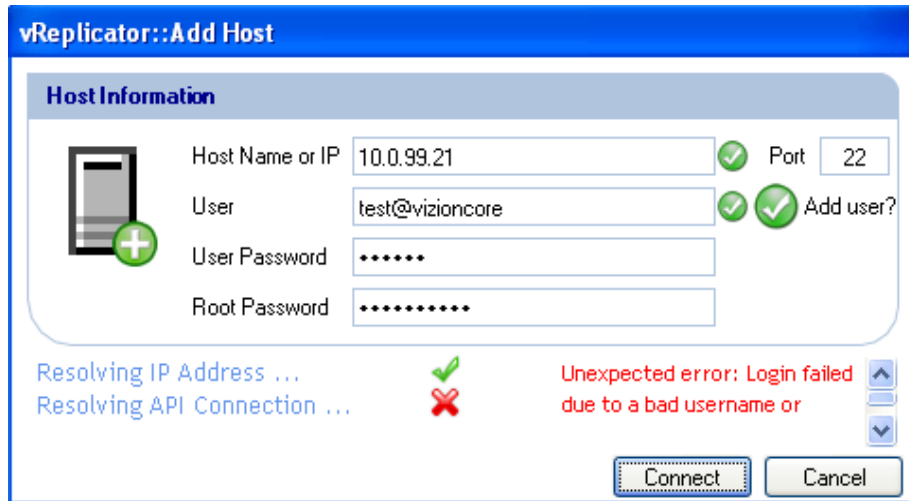 vReplicator::Add Host
Host Information
Host Name or IP 10.0.99.21 Port 22
User test@vizioncore Add user?
User Password ••••••
Root Password ••••••••••
Resolving IP Address ... Unexpected error: Login failed
Resolving API Connection ... due to a bad username or
Connect Cancel